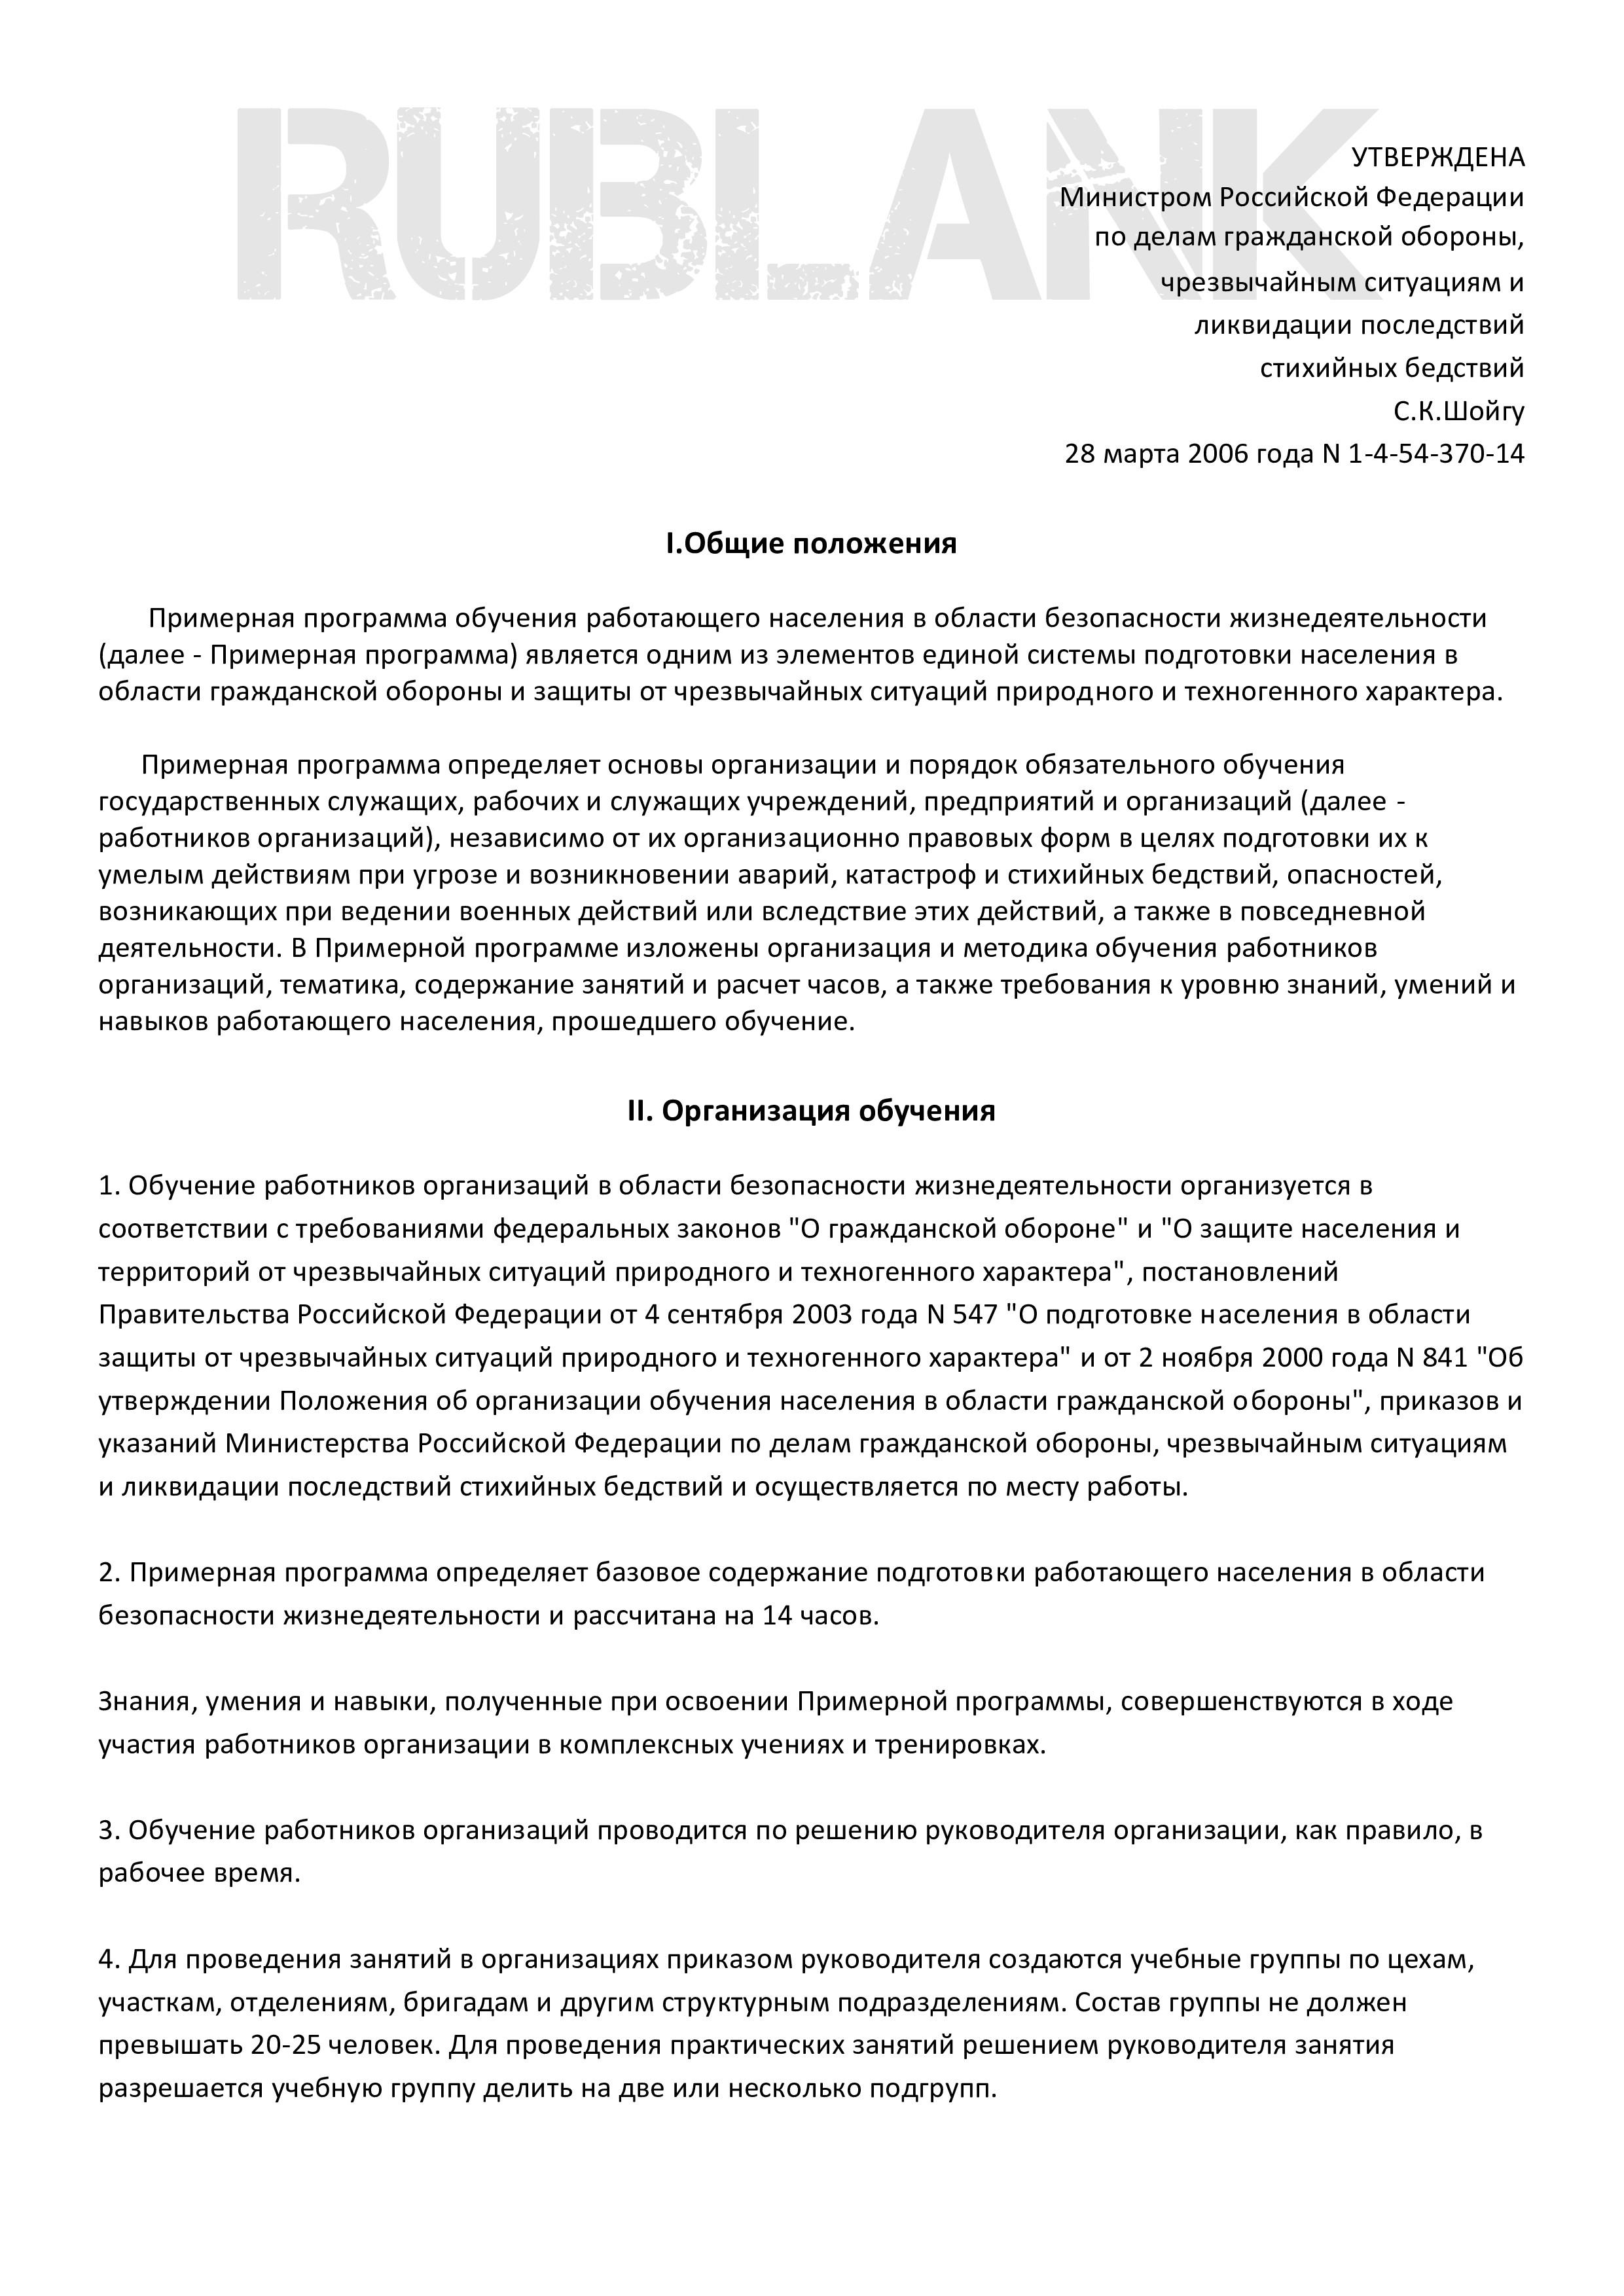 RUBLANK
УТВЕРЖДЕНА
Министром Российской Федерации
по делам гражданской обороны,
чрезвычайным ситуациям и
ликвидации последствий
стихийных бедствий
С.К.Шойгу
28 марта 2006 года N 1-4-54-370-14
I.Общие положения
Примерная программа обучения работающего населения в области безопасности жизнедеятельности
(далее - Примерная программа) является одним из элементов единой системы подготовки населения в
области гражданской обороны и защиты от чрезвычайных ситуаций природного и техногенного характера.
Примерная программа определяет основы организации и порядок обязательного обучения
государственных служащих, рабочих и служащих учреждений, предприятий и организаций (далее -
работников организаций), независимо от их организационно правовых форм в целях подготовки их к
умелым действиям при угрозе и возникновении аварий, катастроф и стихийных бедствий, опасностей,
возникающих при ведении военных действий или вследствие этих действий, а также в повседневной
деятельности. В Примерной программе изложены организация и методика обучения работников
организаций, тематика, содержание занятий и расчет часов, а также требования к уровню знаний, умений и
навыков работающего населения, прошедшего обучение.
II. Организация обучения
1. Обучение работников организаций в области безопасности жизнедеятельности организуется в
соответствии с требованиями федеральных законов "О гражданской обороне" и "О защите населения и
территорий от чрезвычайных ситуаций природного и техногенного характера", постановлений
Правительства Российской Федерации от 4 сентября 2003 года N 547 "О подготовке населения в области
защиты от чрезвычайных ситуаций природного и техногенного характера" и от 2 ноября 2000 года N 841 "Об
утверждении Положения об организации обучения населения в области гражданской обороны", приказов и
указаний Министерства Российской Федерации по делам гражданской обороны, чрезвычайным ситуациям
и ликвидации последствий стихийных бедствий и осуществляется по месту работы.
2. Примерная программа определяет базовое содержание подготовки работающего населения в области
безопасности жизнедеятельности и рассчитана на 14 часов.
Знания, умения и навыки, полученные при освоении Примерной программы, совершенствуются в ходе
участия работников организации в комплексных учениях и тренировках.
3. Обучение работников организаций проводится по решению руководителя организации, как правило, в
рабочее время.
4. Для проведения занятий в организациях приказом руководителя создаются учебные группы по цехам,
участкам, отделениям, бригадам и другим структурным подразделениям. Состав группы не должен
превышать 20-25 человек. Для проведения практических занятий решением руководителя занятия
разрешается учебную группу делить на две или несколько подгрупп.